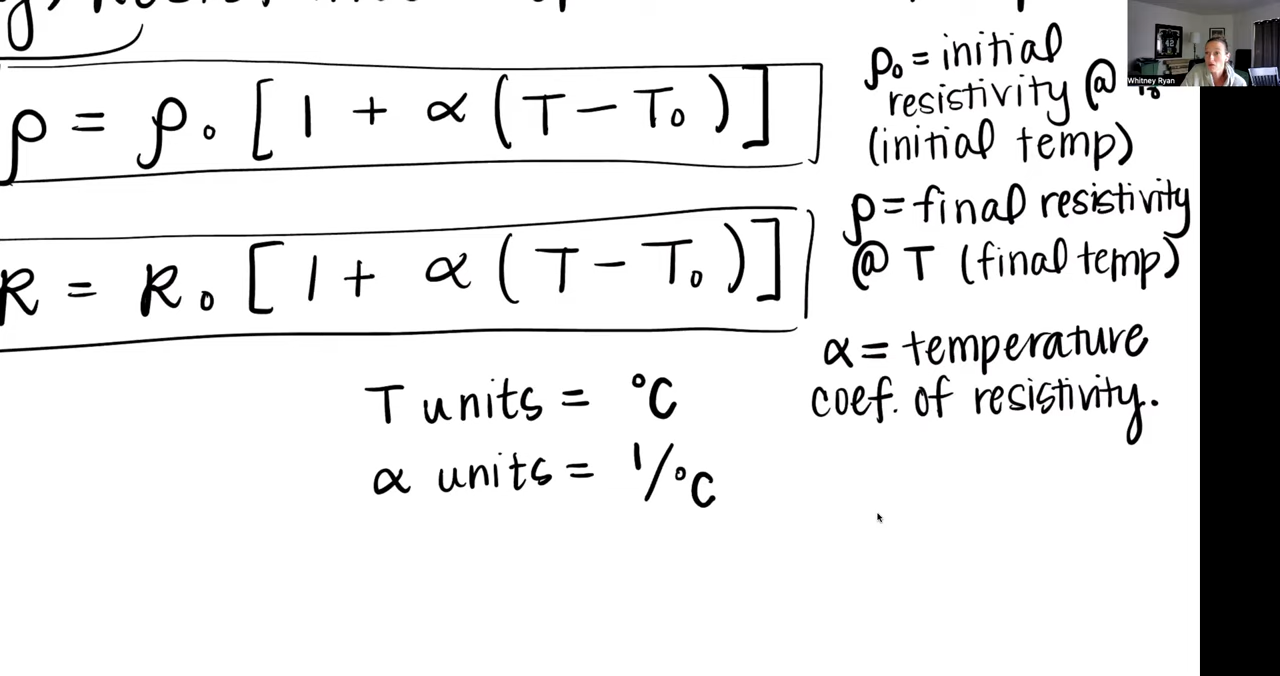 ρ = ρ₀ [ 1 + α ( T − T₀ ) ]
R = R₀ [ 1 + α ( T − T₀ ) ]
T units = °C
α units = 1/°C
ρ₀ = initial
resistivity @
(initial temp)
ρ = final resistivity
@ T (final temp)
α = temperature
coef. of resistivity.
Whitney Ryan